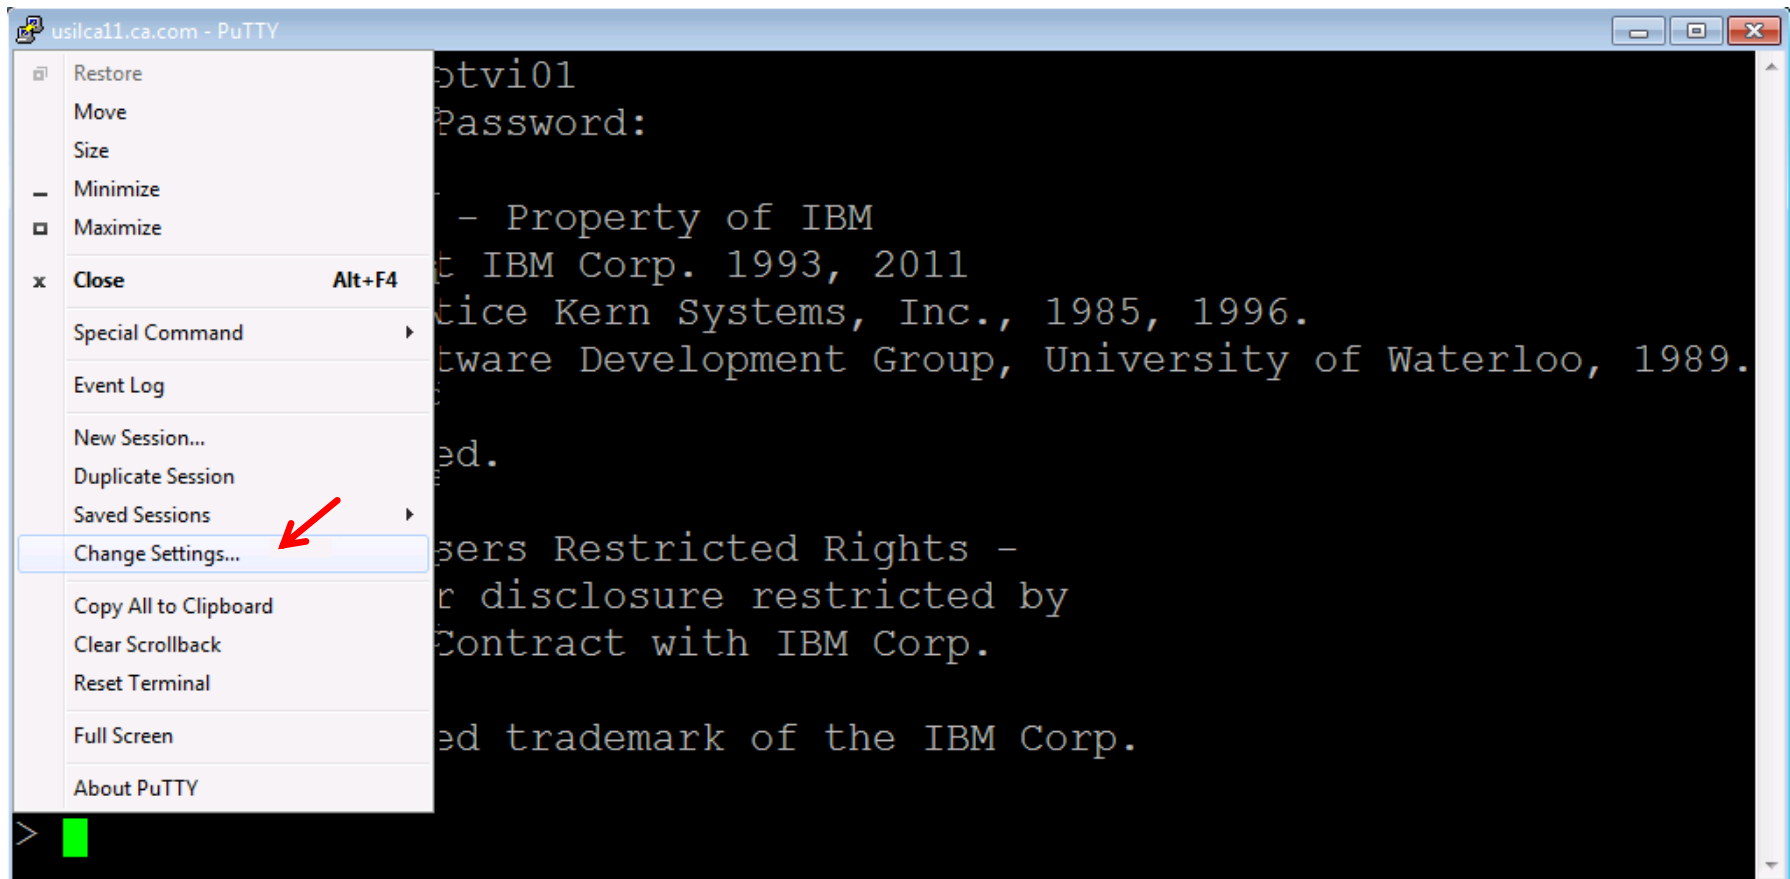 usilca11.ca.com - PuTTY
Restore
Move
Size
Minimize
Maximize
Close Alt+F4
Special Command
Event Log
New Session...
Duplicate Session
Saved Sessions
Change Settings...
Copy All to Clipboard
Clear Scrollback
Reset Terminal
Full Screen
About PuTTY
otvi01
Password:
- Property of IBM
t IBM Corp. 1993, 2011
tice Kern Systems, Inc., 1985, 1996.
tware Development Group, University of Waterloo, 1989.
ed.
sers Restricted Rights -
r disclosure restricted by
Contract with IBM Corp.
ed trademark of the IBM Corp.
>